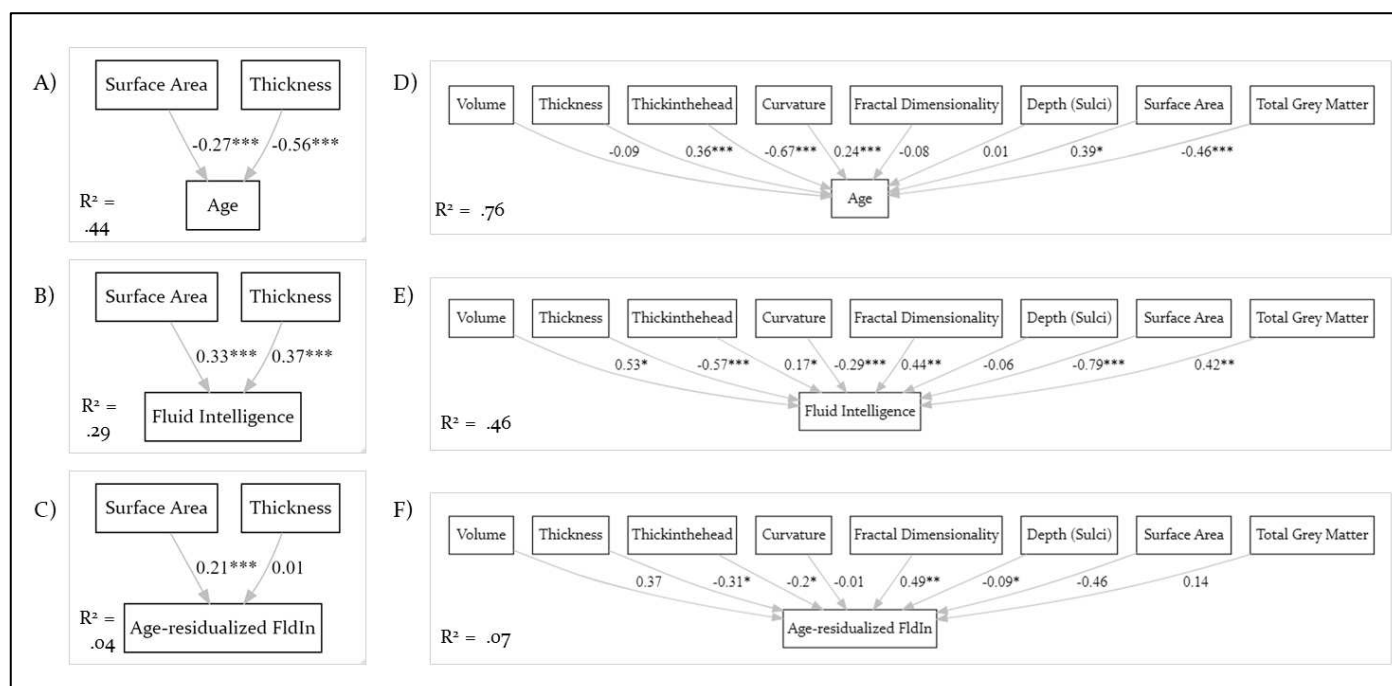 A)
Surface Area
Thickness
-0.27***
-0.56***
Age
R² =
.44
B)
Surface Area
Thickness
0.33***
0.37***
Fluid Intelligence
R² =
.29
C)
Surface Area
Thickness
0.21***
0.01
Age-residualized FldIn
R² =
.04
D)
Volume
Thickness
Thickinthehead
Curvature
Fractal Dimensionality
Depth (Sulci)
Surface Area
Total Grey Matter
-0.09
0.36***
-0.67***
0.24***
-0.08
0.01
0.39*
-0.46***
Age
R² = .76
E)
Volume
Thickness
Thickinthehead
Curvature
Fractal Dimensionality
Depth (Sulci)
Surface Area
Total Grey Matter
0.53*
-0.57***
0.17*
-0.29***
0.44**
-0.06
-0.79***
0.42**
Fluid Intelligence
R² = .46
F)
Volume
Thickness
Thickinthehead
Curvature
Fractal Dimensionality
Depth (Sulci)
Surface Area
Total Grey Matter
0.37
-0.31*
-0.2*
-0.01
0.49**
-0.09*
-0.46
0.14
Age-residualized FldIn
R² = .07